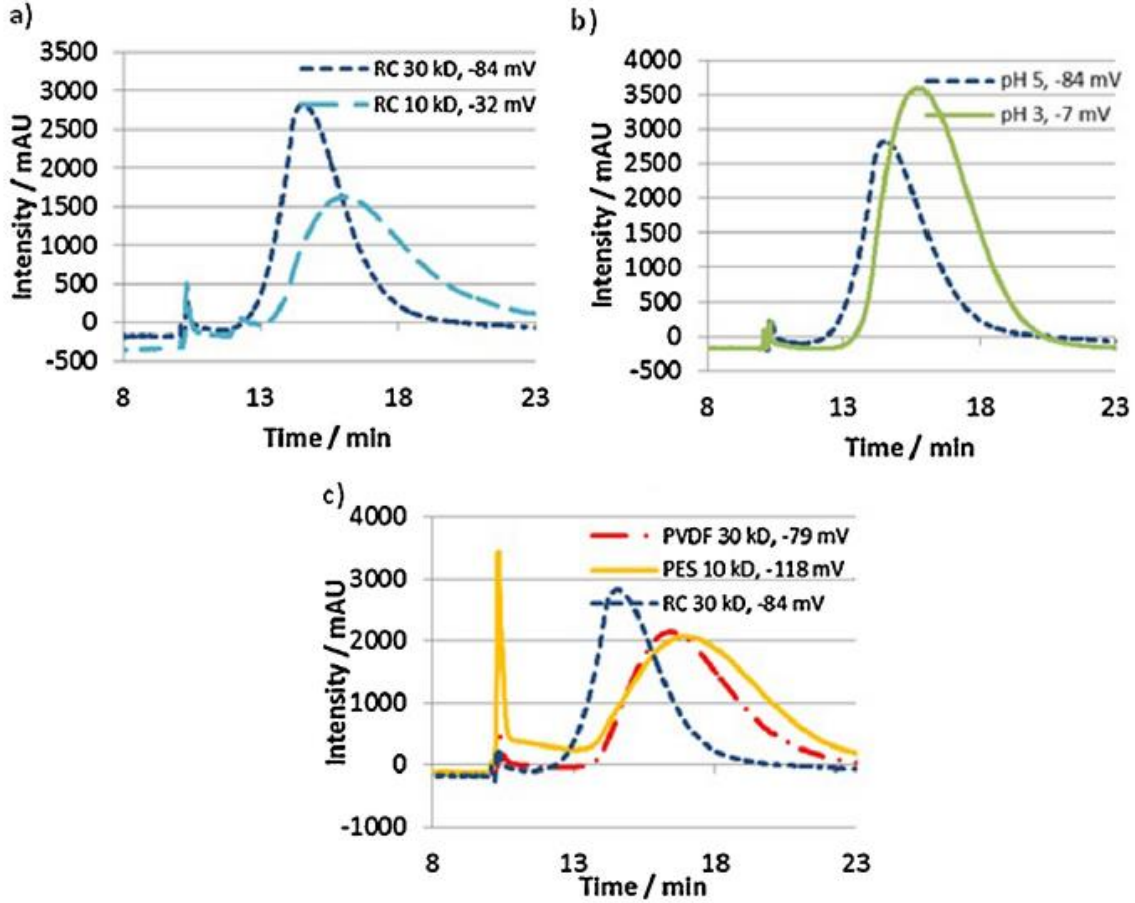 a)
Intensity / mAU
3500
3000
2500
2000
1500
1000
500
0
-500
RC 30 kD, -84 mV
RC 10 kD, -32 mV
8 13 18 23
Time / min
b)
Intensity / mAU
4000
3500
3000
2500
2000
1500
1000
500
0
-500
pH 5, -84 mV
pH 3, -7 mV
8 13 18 23
Time / min
c)
Intensity / mAU
4000
3000
2000
1000
0
-1000
PVDF 30 kD, -79 mV
PES 10 kD, -118 mV
RC 30 kD, -84 mV
8 13 18 23
Time / min